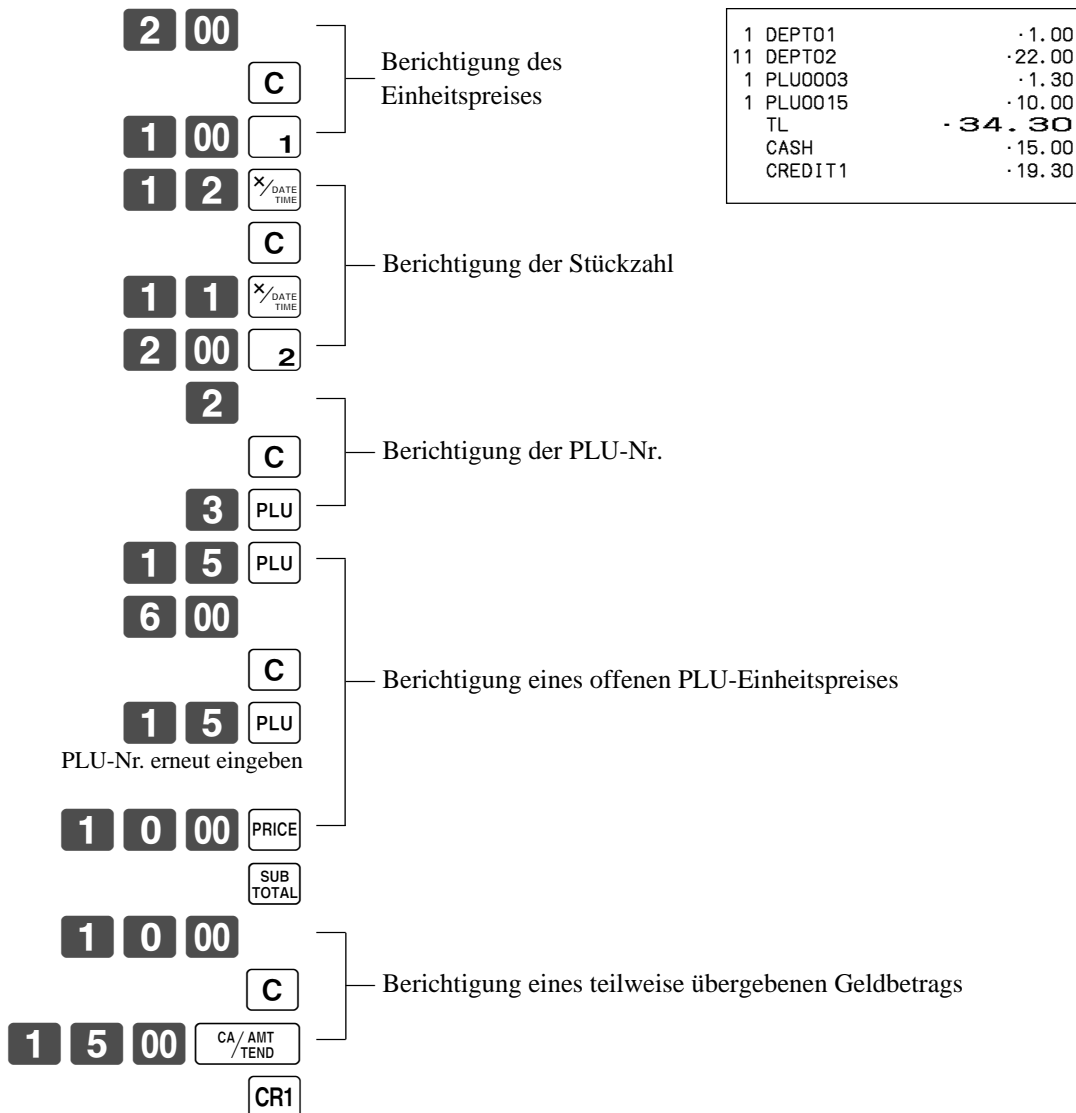 2 00
C
1 00 1
Berichtigung des
Einheitspreises
1 2 ×/DATE TIME
C
1 1 ×/DATE TIME
2 00 2
Berichtigung der Stückzahl
2
C
3 PLU
Berichtigung der PLU-Nr.
1 5 PLU
6 00
C
1 5 PLU
PLU-Nr. erneut eingeben
1 0 00 PRICE
Berichtigung eines offenen PLU-Einheitspreises
SUB
TOTAL
1 0 00
C
1 5 00 CA/AMT /TEND
Berichtigung eines teilweise übergebenen Geldbetrags
CR1
1 DEPT01 ·1.00
11 DEPT02 ·22.00
1 PLU0003 ·1.30
1 PLU0015 ·10.00
TL ·34.30
CASH ·15.00
CREDIT1 ·19.30